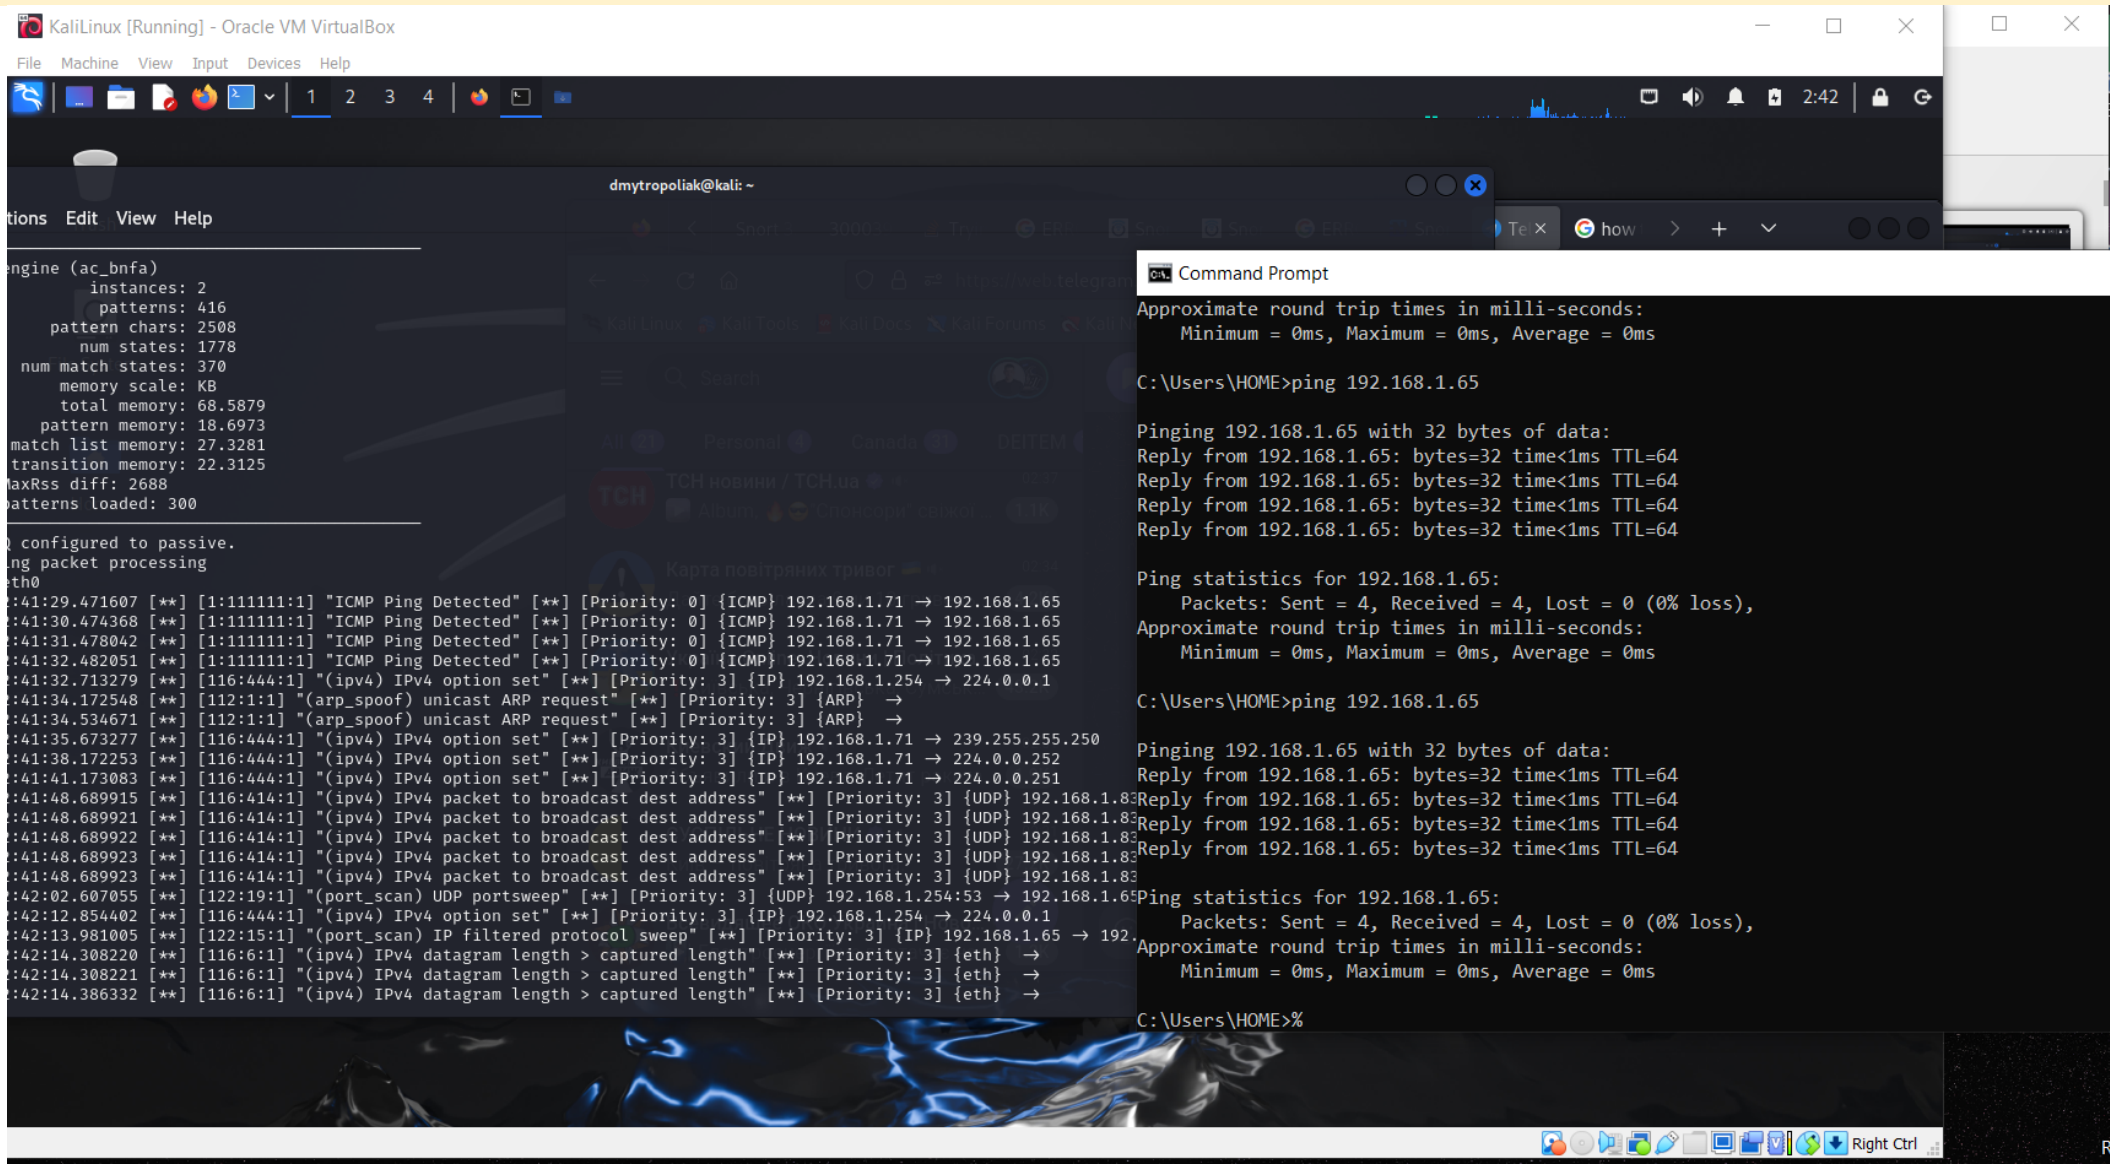 KaliLinux [Running] - Oracle VM VirtualBox
File Machine View Input Devices Help
1 2 3 4
2:42
dmytropoliak@kali: ~
tions Edit View Help
Tel
how
engine (ac_bnfa)
instances: 2
patterns: 416
pattern chars: 2508
num states: 1778
num match states: 370
memory scale: KB
total memory: 68.5879
pattern memory: 18.6973
match list memory: 27.3281
transition memory: 22.3125
MaxRss diff: 2688
patterns loaded: 300
configured to passive.
ing packet processing
eth0
:41:29.471607 [**] [1:111111:1] "ICMP Ping Detected" [**] [Priority: 0] {ICMP} 192.168.1.71 → 192.168.1.65
:41:30.474368 [**] [1:111111:1] "ICMP Ping Detected" [**] [Priority: 0] {ICMP} 192.168.1.71 → 192.168.1.65
:41:31.478042 [**] [1:111111:1] "ICMP Ping Detected" [**] [Priority: 0] {ICMP} 192.168.1.71 → 192.168.1.65
:41:32.482051 [**] [1:111111:1] "ICMP Ping Detected" [**] [Priority: 0] {ICMP} 192.168.1.71 → 192.168.1.65
:41:32.713279 [**] [116:444:1] "(ipv4) IPv4 option set" [**] [Priority: 3] {IP} 192.168.1.254 → 224.0.0.1
:41:34.172548 [**] [112:1:1] "(arp_spoof) unicast ARP request" [**] [Priority: 3] {ARP} →
:41:34.534671 [**] [112:1:1] "(arp_spoof) unicast ARP request" [**] [Priority: 3] {ARP} →
:41:35.673277 [**] [116:444:1] "(ipv4) IPv4 option set" [**] [Priority: 3] {IP} 192.168.1.71 → 239.255.255.250
:41:38.172253 [**] [116:444:1] "(ipv4) IPv4 option set" [**] [Priority: 3] {IP} 192.168.1.71 → 224.0.0.252
:41:41.173083 [**] [116:444:1] "(ipv4) IPv4 option set" [**] [Priority: 3] {IP} 192.168.1.71 → 224.0.0.251
:41:48.689915 [**] [116:414:1] "(ipv4) IPv4 packet to broadcast dest address" [**] [Priority: 3] {UDP} 192.168.1.83
:41:48.689921 [**] [116:414:1] "(ipv4) IPv4 packet to broadcast dest address" [**] [Priority: 3] {UDP} 192.168.1.83
:41:48.689922 [**] [116:414:1] "(ipv4) IPv4 packet to broadcast dest address" [**] [Priority: 3] {UDP} 192.168.1.83
:41:48.689923 [**] [116:414:1] "(ipv4) IPv4 packet to broadcast dest address" [**] [Priority: 3] {UDP} 192.168.1.83
:41:48.689923 [**] [116:414:1] "(ipv4) IPv4 packet to broadcast dest address" [**] [Priority: 3] {UDP} 192.168.1.83
:42:02.607055 [**] [122:19:1] "(port_scan) UDP portsweep" [**] [Priority: 3] {UDP} 192.168.1.254:53 → 192.168.1.65
:42:12.854402 [**] [116:444:1] "(ipv4) IPv4 option set" [**] [Priority: 3] {IP} 192.168.1.254 → 224.0.0.1
:42:13.981005 [**] [122:15:1] "(port_scan) IP filtered protocol sweep" [**] [Priority: 3] {IP} 192.168.1.65 → 192.
:42:14.308220 [**] [116:6:1] "(ipv4) IPv4 datagram length > captured length" [**] [Priority: 3] {eth} →
:42:14.308221 [**] [116:6:1] "(ipv4) IPv4 datagram length > captured length" [**] [Priority: 3] {eth} →
:42:14.386332 [**] [116:6:1] "(ipv4) IPv4 datagram length > captured length" [**] [Priority: 3] {eth} →
Command Prompt
Approximate round trip times in milli-seconds:
Minimum = 0ms, Maximum = 0ms, Average = 0ms
C:\Users\HOME>ping 192.168.1.65
Pinging 192.168.1.65 with 32 bytes of data:
Reply from 192.168.1.65: bytes=32 time<1ms TTL=64
Reply from 192.168.1.65: bytes=32 time<1ms TTL=64
Reply from 192.168.1.65: bytes=32 time<1ms TTL=64
Reply from 192.168.1.65: bytes=32 time<1ms TTL=64
Ping statistics for 192.168.1.65:
Packets: Sent = 4, Received = 4, Lost = 0 (0% loss),
Approximate round trip times in milli-seconds:
Minimum = 0ms, Maximum = 0ms, Average = 0ms
C:\Users\HOME>ping 192.168.1.65
Pinging 192.168.1.65 with 32 bytes of data:
Reply from 192.168.1.65: bytes=32 time<1ms TTL=64
Reply from 192.168.1.65: bytes=32 time<1ms TTL=64
Reply from 192.168.1.65: bytes=32 time<1ms TTL=64
Reply from 192.168.1.65: bytes=32 time<1ms TTL=64
Ping statistics for 192.168.1.65:
Packets: Sent = 4, Received = 4, Lost = 0 (0% loss),
Approximate round trip times in milli-seconds:
Minimum = 0ms, Maximum = 0ms, Average = 0ms
C:\Users\HOME>%
Right Ctrl